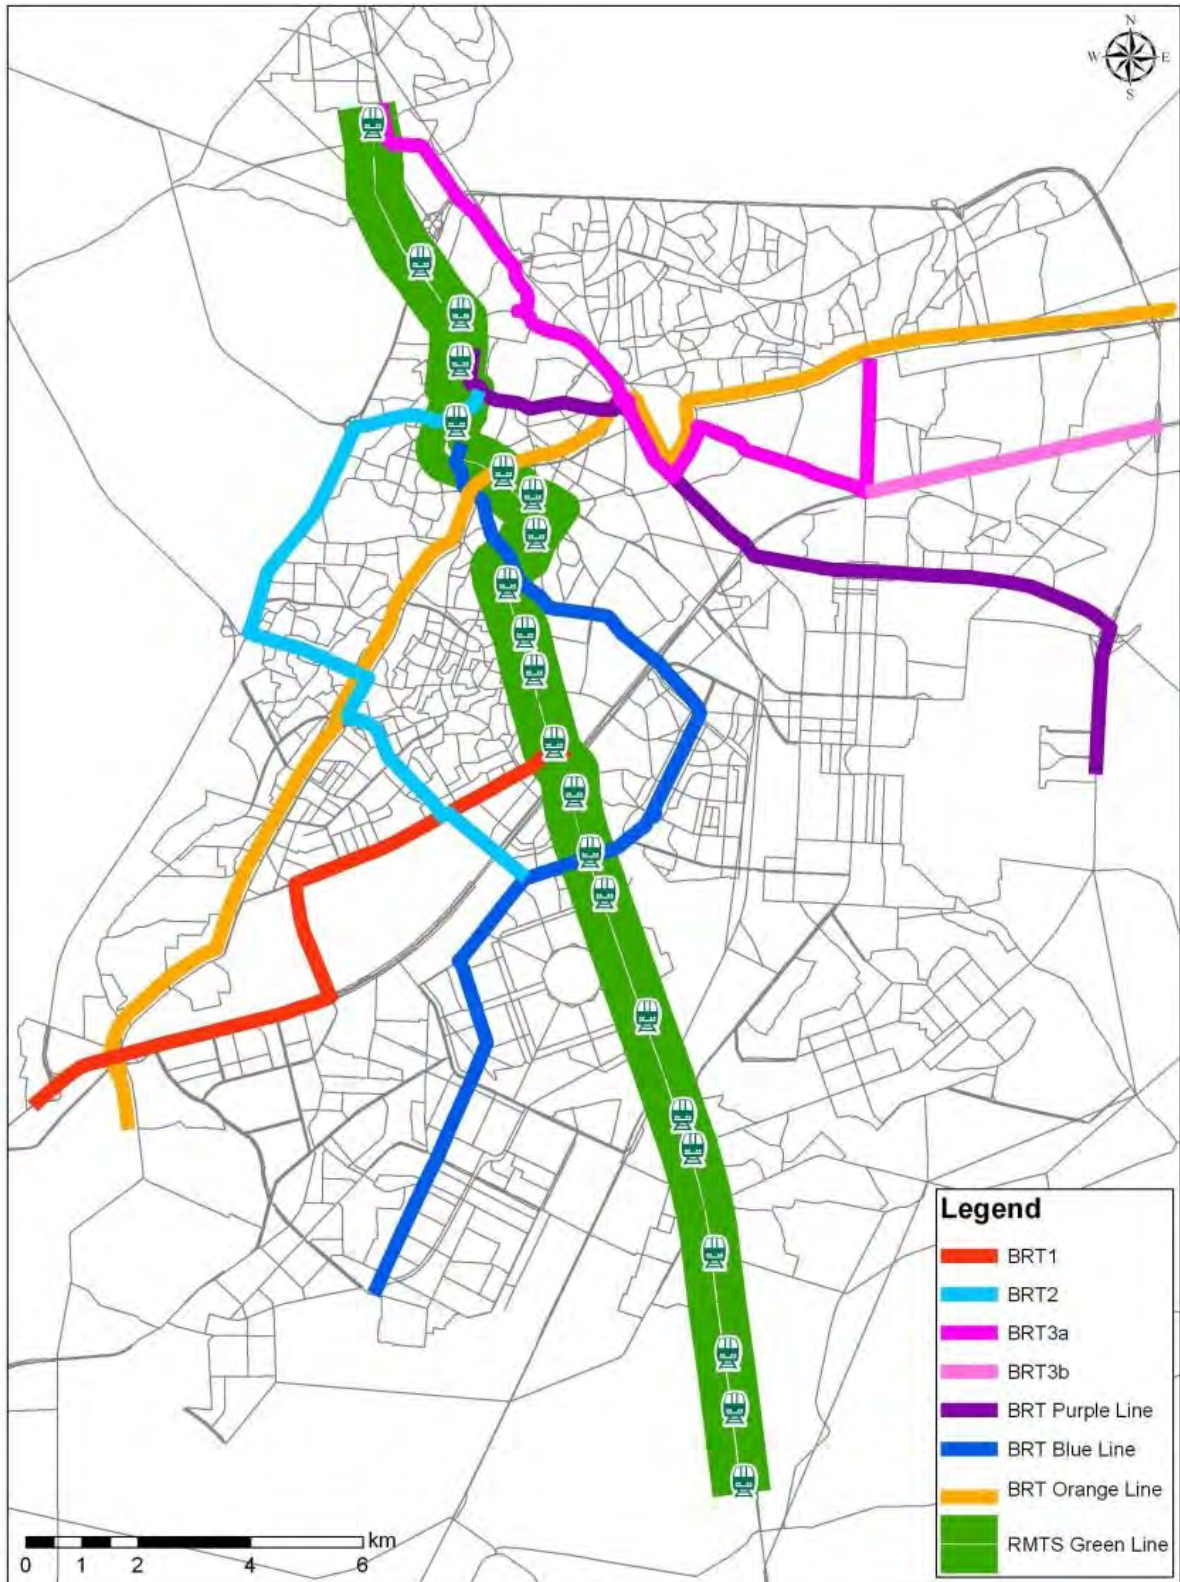 N
W E
S
Legend
BRT1
BRT2
BRT3a
BRT3b
BRT Purple Line
BRT Blue Line
BRT Orange Line
RMTS Green Line
km
0 1 2 4 6